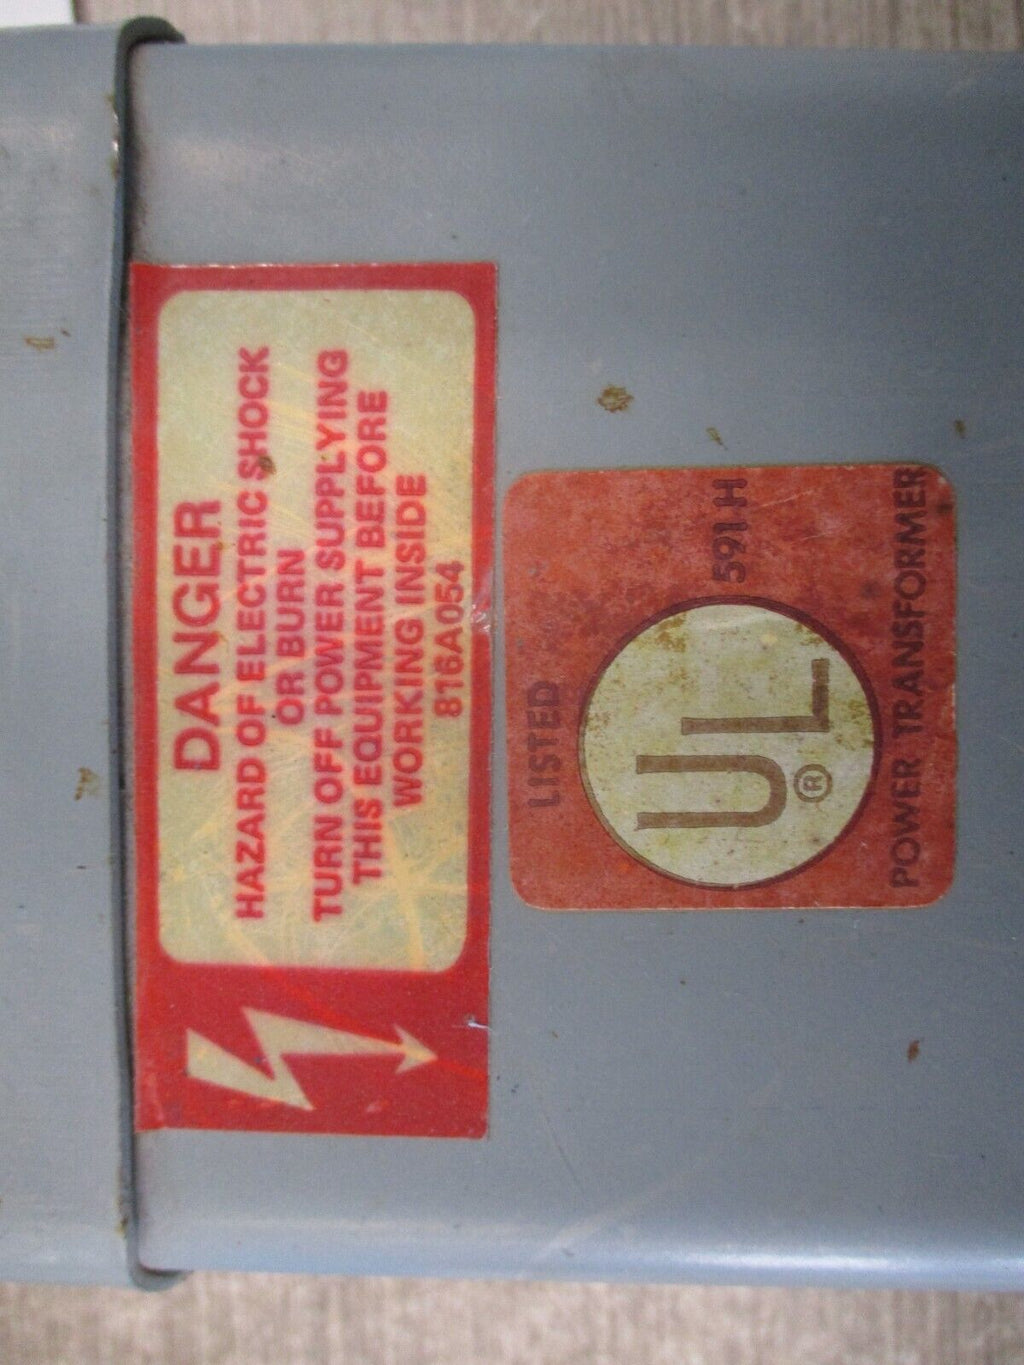 DANGER
HAZARD OF ELECTRIC SHOCK
OR BURN
TURN OFF POWER SUPPLYING
THIS EQUIPMENT BEFORE
WORKING INSIDE
816A054
LISTED
UL®
591 H
POWER TRANSFORMER